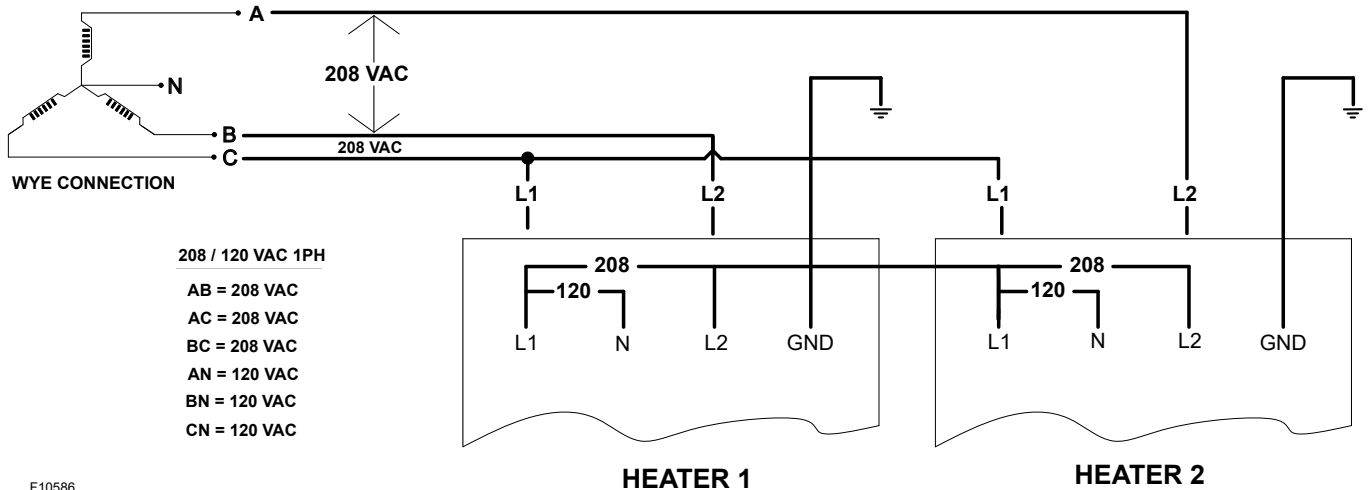 A
208 VAC
N
B
208 VAC
C
WYE CONNECTION
L1
L2
L1
L2
208 / 120 VAC 1PH
AB = 208 VAC
AC = 208 VAC
BC = 208 VAC
AN = 120 VAC
BN = 120 VAC
CN = 120 VAC
208
120
L1 N L2 GND
208
120
L1 N L2 GND
HEATER 1
HEATER 2
F10586